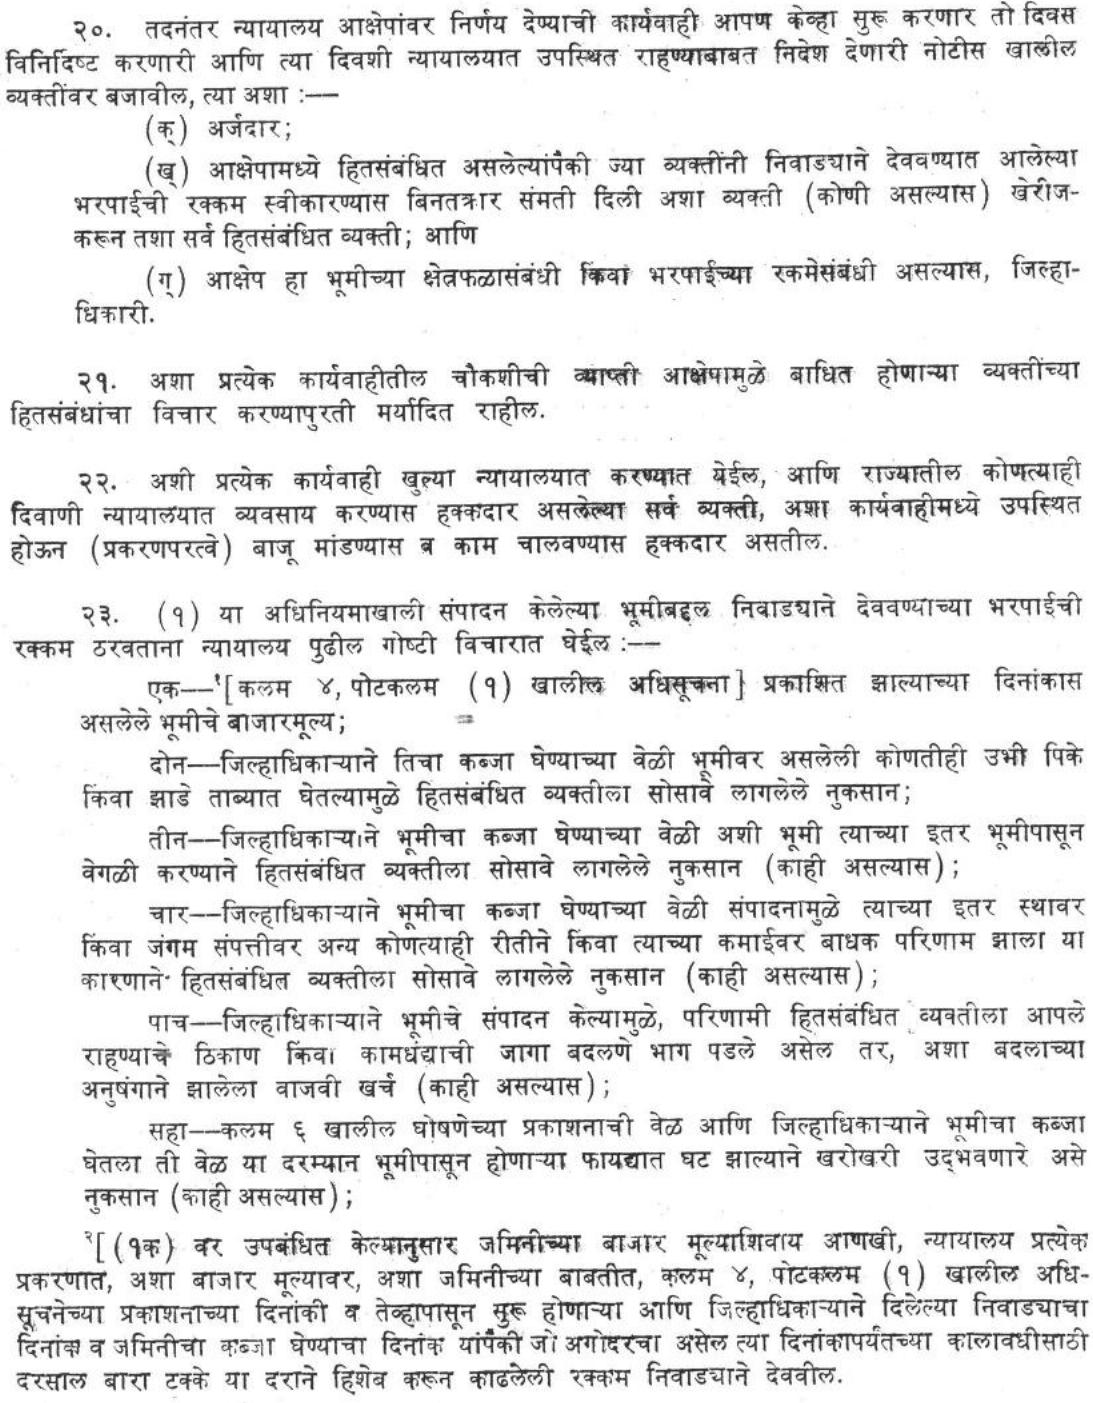 २०. तदनंतर न्यायालय आक्षेपांवर निर्णय देण्याची कार्यवाही आपण केव्हा सुरू करणार तो दिवस
विनिर्दिष्ट करणारी आणि त्या दिवशी न्यायालयात उपस्थित राहण्याबाबत निदेश देणारी नोटीस खालील
व्यक्तींवर बजावील, त्या अशा :—
(क) अर्जदार;
(ख) आक्षेपामध्ये हितसंबंधित असलेल्यांपैकी ज्या व्यक्तींनी निवाड्याने देववण्यात आलेल्या
भरपाईची रक्कम स्वीकारण्यास बिनतक्रार संमती दिली अशा व्यक्ती (कोणी असल्यास) खेरीज-
करून तशा सर्व हितसंबंधित व्यक्ती; आणि
(ग) आक्षेप हा भूमीच्या क्षेत्रफळासंबंधी किंवा भरपाईच्या रकमेसंबंधी असल्यास, जिल्हा-
धिकारी.
२१. अशा प्रत्येक कार्यवाहीतील चौकशीची व्याप्ती आक्षेपामुळे बाधित होणाऱ्या व्यक्तींच्या
हितसंबंधांचा विचार करण्यापुरती मर्यादित राहील.
२२. अशी प्रत्येक कार्यवाही खुल्या न्यायालयात करण्यात येईल, आणि राज्यातील कोणत्याही
दिवाणी न्यायालयात व्यवसाय करण्यास हक्कदार असलेल्या सर्व व्यक्ती, अशा कार्यवाहीमध्ये उपस्थित
होऊन (प्रकरणपरत्वे) बाजू मांडण्यास व काम चालवण्यास हक्कदार असतील.
२३. (१) या अधिनियमाखाली संपादन केलेल्या भूमीबद्दल निवाड्याने देववण्याच्या भरपाईची
रक्कम ठरवताना न्यायालय पुढील गोष्टी विचारात घेईल :—
एक—१[कलम ४, पोटकलम (१) खालील अधिसूचना] प्रकाशित झाल्याच्या दिनांकास
असलेले भूमीचे बाजारमूल्य;
दोन—जिल्हाधिकाऱ्याने तिचा कब्जा घेण्याच्या वेळी भूमीवर असलेली कोणतीही उभी पिके
किंवा झाडे ताब्यात घेतल्यामुळे हितसंबंधित व्यक्तीला सोसावे लागलेले नुकसान;
तीन—जिल्हाधिकाऱ्याने भूमीचा कब्जा घेण्याच्या वेळी अशी भूमी त्याच्या इतर भूमीपासून
वेगळी करण्याने हितसंबंधित व्यक्तीला सोसावे लागलेले नुकसान (काही असल्यास);
चार—जिल्हाधिकाऱ्याने भूमीचा कब्जा घेण्याच्या वेळी संपादनामुळे त्याच्या इतर स्थावर
किंवा जंगम संपत्तीवर अन्य कोणत्याही रीतीने किंवा त्याच्या कमाईवर बाधक परिणाम झाला या
कारणाने हितसंबंधित व्यक्तीला सोसावे लागलेले नुकसान (काही असल्यास);
पाच—जिल्हाधिकाऱ्याने भूमीचे संपादन केल्यामुळे, परिणामी हितसंबंधित व्यक्तीला आपले
राहण्याचे ठिकाण किंवा कामधंद्याची जागा बदलणे भाग पडले असेल तर, अशा बदलाच्या
अनुषंगाने झालेला वाजवी खर्च (काही असल्यास);
सहा—कलम ६ खालील घोषणेच्या प्रकाशनाची वेळ आणि जिल्हाधिकाऱ्याने भूमीचा कब्जा
घेतला ती वेळ या दरम्यान भूमीपासून होणाऱ्या फायद्यात घट झाल्याने खरोखरी उद्‌भवणारे असे
नुकसान (काही असल्यास);
२[(१क) वर उपबंधित केल्यानुसार जमिनीच्या बाजार मूल्याशिवाय आणखी, न्यायालय प्रत्येक
प्रकरणात, अशा बाजार मूल्यावर, अशा जमिनीच्या बाबतीत, कलम ४, पोटकलम (१) खालील अधि-
सूचनेच्या प्रकाशनाच्या दिनांकी व तेव्हापासून सुरू होणाऱ्या आणि जिल्हाधिकाऱ्याने दिलेल्या निवाड्याचा
दिनांक व जमिनीचा कब्जा घेण्याचा दिनांक यांपैकी जो अगोदरचा असेल त्या दिनांकापर्यंतच्या कालावधीसाठी
दरसाल बारा टक्के या दराने हिशेब करून काढलेली रक्कम निवाड्याने देववील.